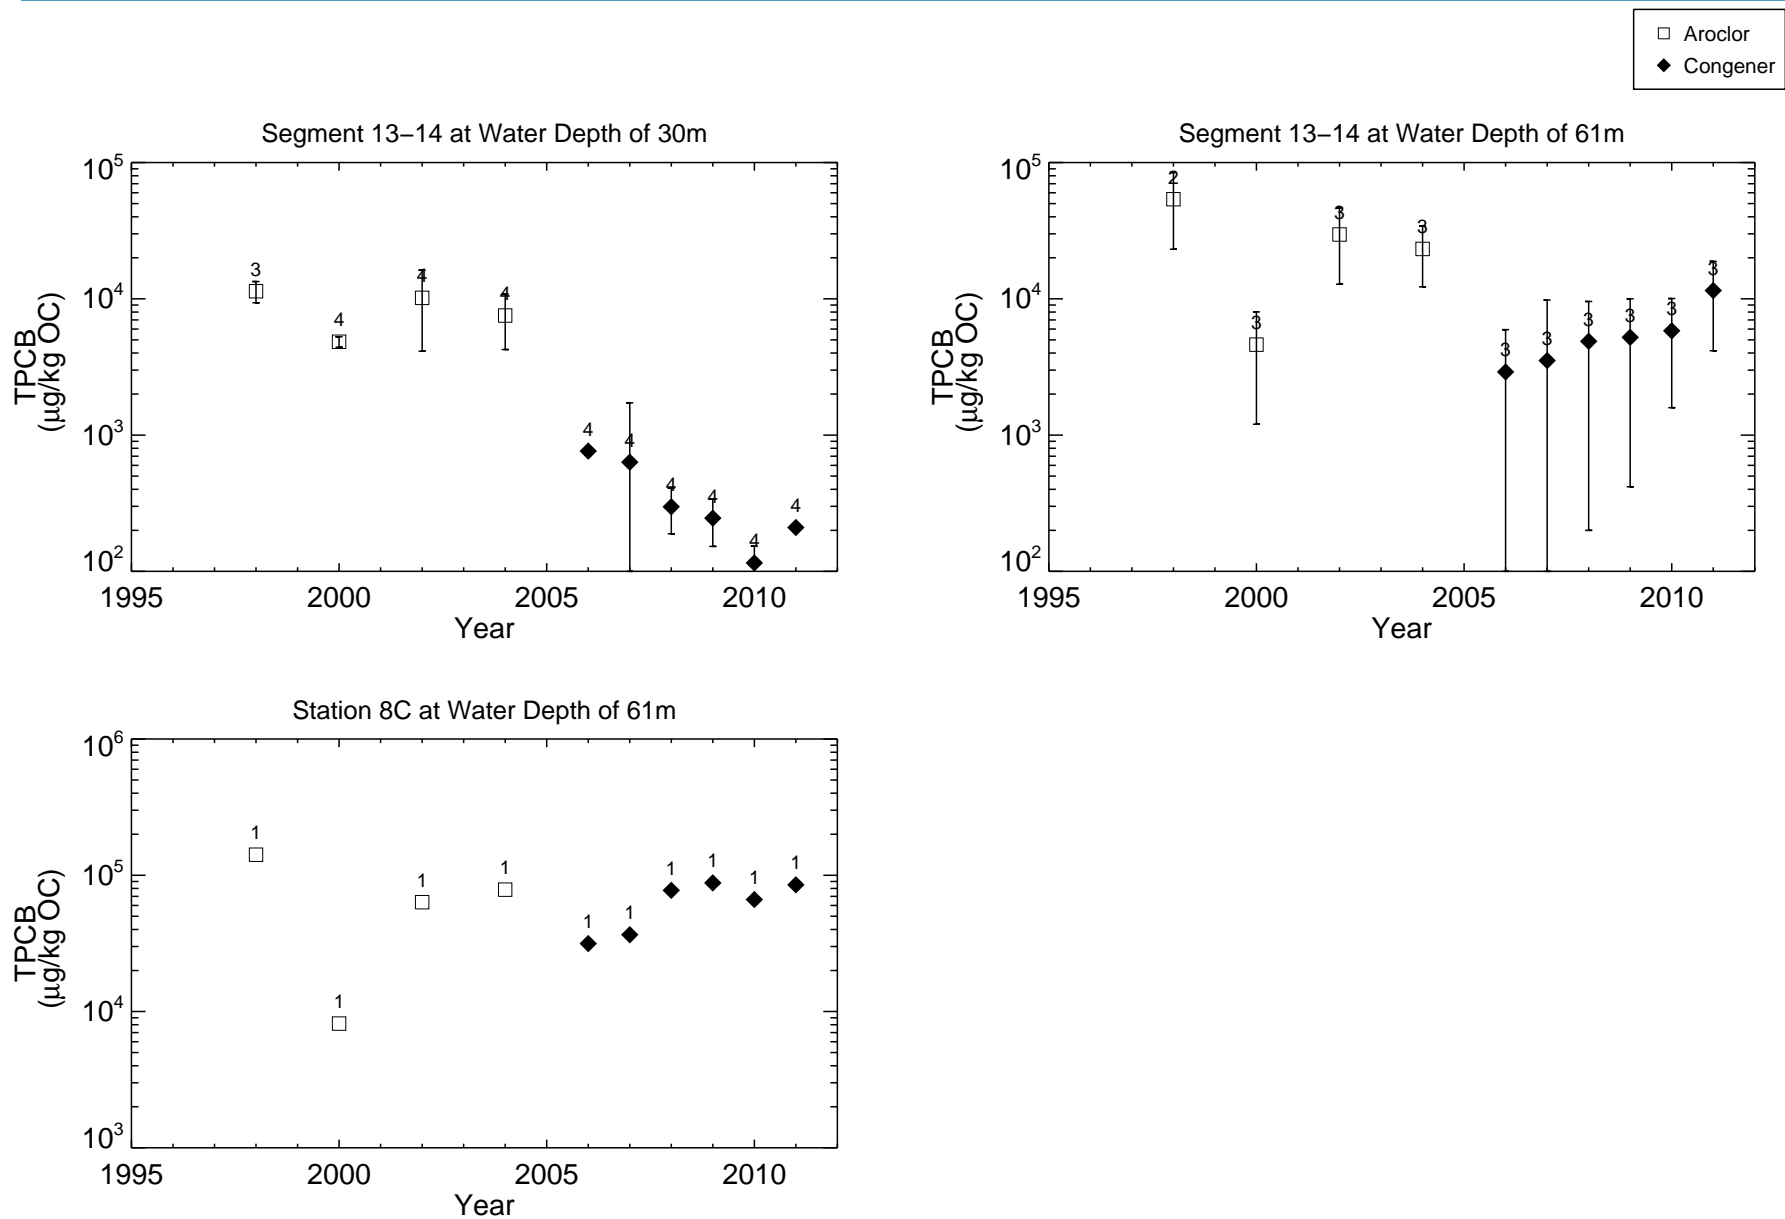 Aroclor
Congener
Segment 13−14 at Water Depth of 30m
10^5
10^4
10^3
10^2
TPCB
(µg/kg OC)
3
4
4
4
4
4
4
4
4
4
1995 2000 2005 2010
Year
Segment 13−14 at Water Depth of 61m
10^5
10^4
10^3
10^2
TPCB
(µg/kg OC)
2
3
3
3
3
3
3
3
3
3
1995 2000 2005 2010
Year
Station 8C at Water Depth of 61m
10^6
10^5
10^4
10^3
TPCB
(µg/kg OC)
1
1
1
1
1
1
1
1
1
1
1995 2000 2005 2010
Year